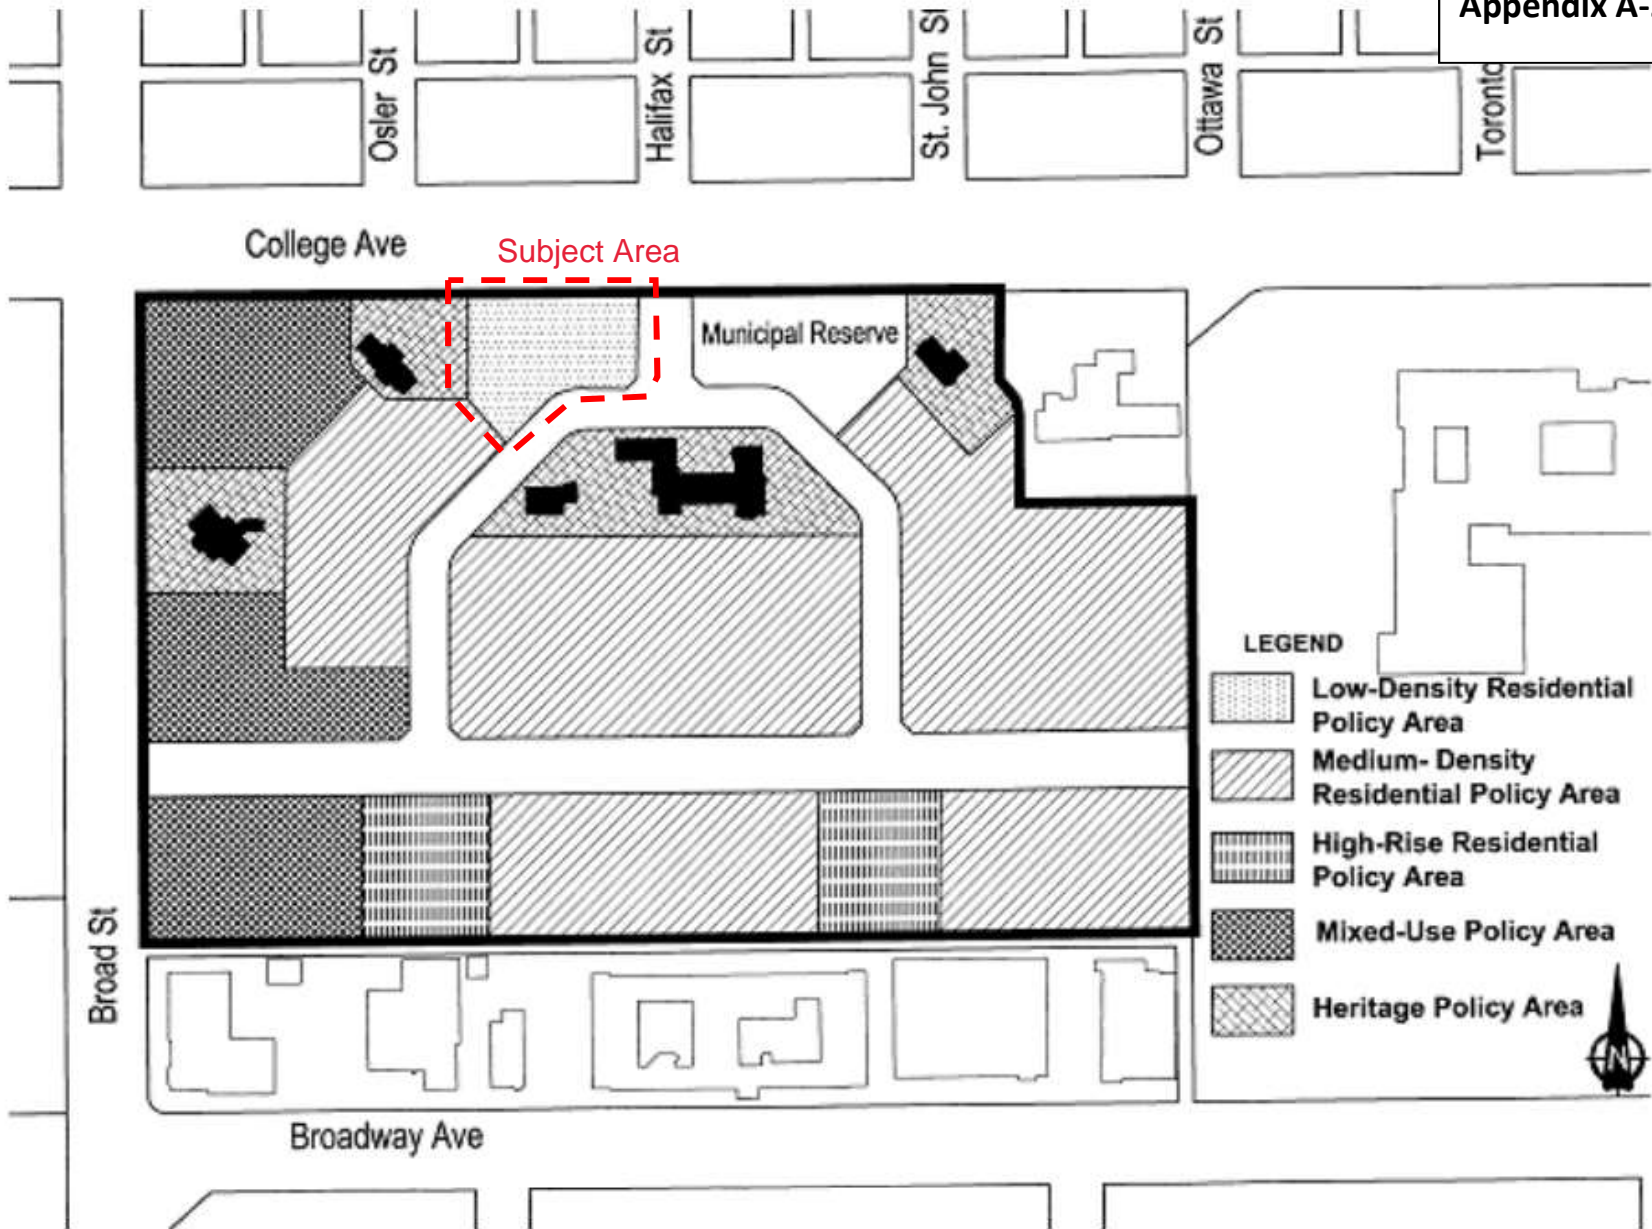 Appendix A-
Osler St
Halifax St
St. John St
Ottawa St
Toronto
College Ave
Subject Area
Municipal Reserve
LEGEND
Low-Density Residential
Policy Area
Medium- Density
Residential Policy Area
High-Rise Residential
Policy Area
Mixed-Use Policy Area
Heritage Policy Area
N
Broad St
Broadway Ave